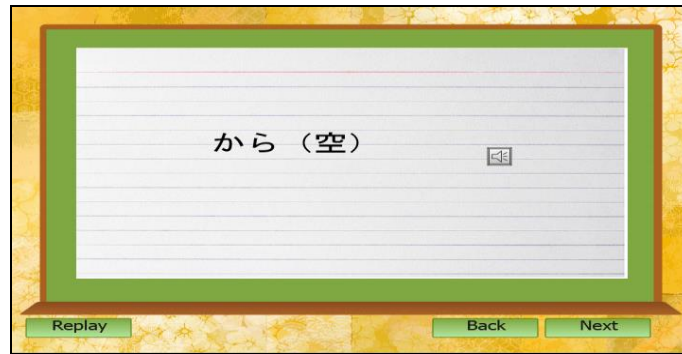 から（空）
Replay
Back
Next